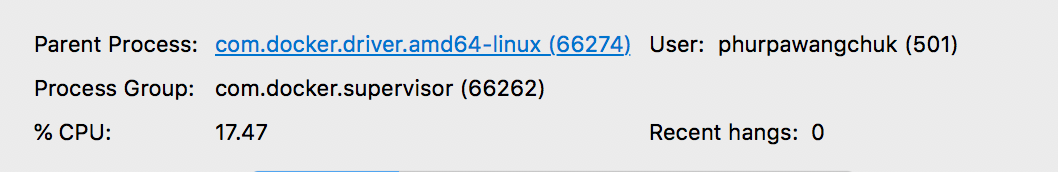 Parent Process: com.docker.driver.amd64-linux (66274) User: phurpawangchuk (501)
Process Group: com.docker.supervisor (66262)
% CPU: 17.47 Recent hangs: 0